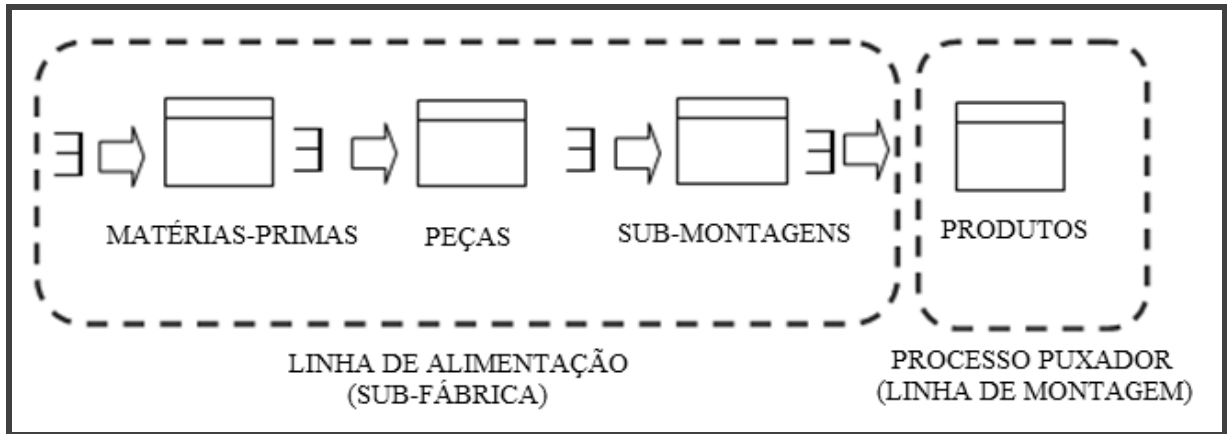 MATÉRIAS-PRIMAS
PEÇAS
SUB-MONTAGENS
PRODUTOS
LINHA DE ALIMENTAÇÃO
(SUB-FÁBRICA)
PROCESSO PUXADOR
(LINHA DE MONTAGEM)